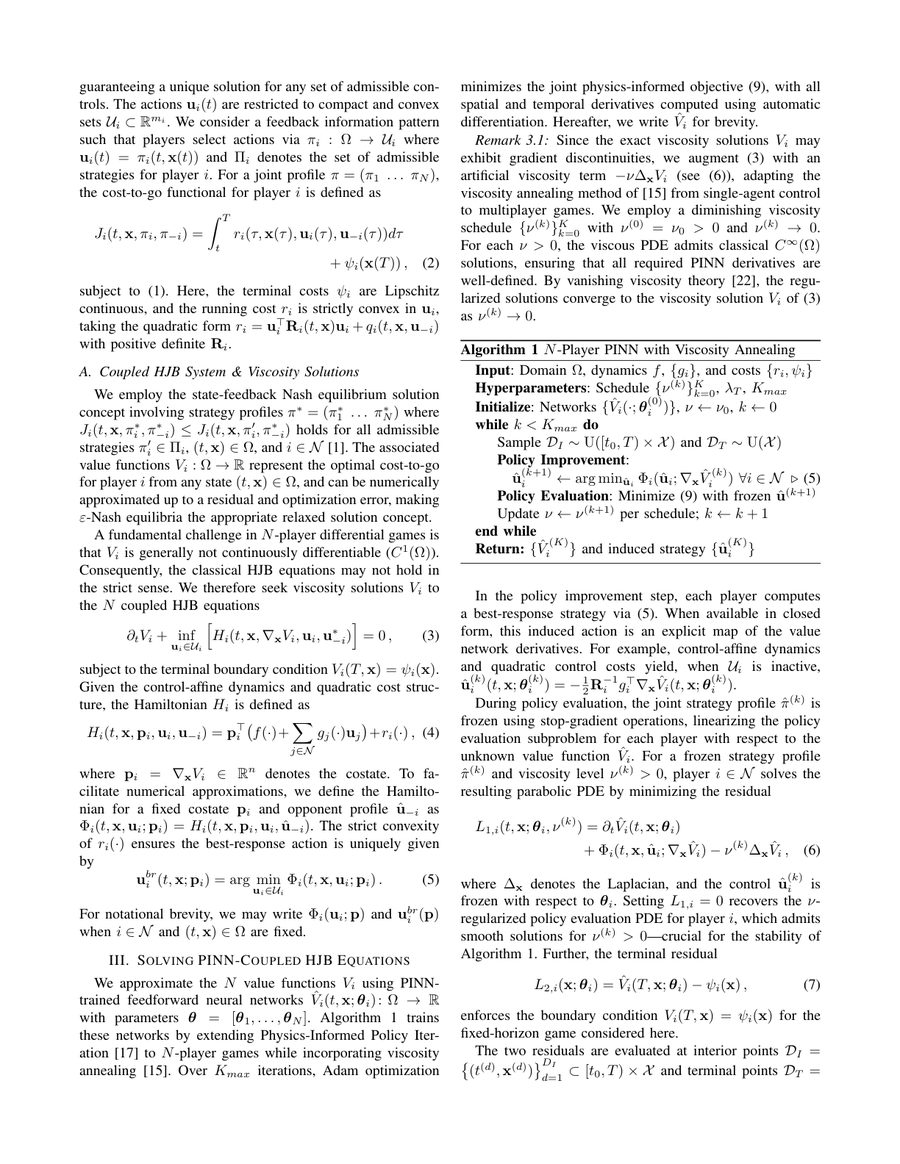 guaranteeing a unique solution for any set of admissible con-
trols. The actions u_i(t) are restricted to compact and convex
sets 𝒰_i ⊂ ℝ^{m_i}. We consider a feedback information pattern
such that players select actions via π_i : Ω → 𝒰_i where
u_i(t) = π_i(t, x(t)) and Π_i denotes the set of admissible
strategies for player i. For a joint profile π = (π_1 … π_N),
the cost-to-go functional for player i is defined as
J_i(t, x, π_i, π_{−i}) = ∫_t^T r_i(τ, x(τ), u_i(τ), u_{−i}(τ))dτ
+ ψ_i(x(T)) , (2)
subject to (1). Here, the terminal costs ψ_i are Lipschitz
continuous, and the running cost r_i is strictly convex in u_i,
taking the quadratic form r_i = u_i^⊤ R_i(t, x)u_i + q_i(t, x, u_{−i})
with positive definite R_i.
A. Coupled HJB System & Viscosity Solutions
We employ the state-feedback Nash equilibrium solution
concept involving strategy profiles π* = (π_1^* … π_N^*) where
J_i(t, x, π_i^*, π_{−i}^*) ≤ J_i(t, x, π_i′, π_{−i}^*) holds for all admissible
strategies π_i′ ∈ Π_i, (t, x) ∈ Ω, and i ∈ 𝒩 [1]. The associated
value functions V_i : Ω → ℝ represent the optimal cost-to-go
for player i from any state (t, x) ∈ Ω, and can be numerically
approximated up to a residual and optimization error, making
ε-Nash equilibria the appropriate relaxed solution concept.
A fundamental challenge in N-player differential games is
that V_i is generally not continuously differentiable (C^1(Ω)).
Consequently, the classical HJB equations may not hold in
the strict sense. We therefore seek viscosity solutions V_i to
the N coupled HJB equations
∂_t V_i + inf_{u_i∈𝒰_i} [H_i(t, x, ∇_x V_i, u_i, u_{−i}^*)] = 0 , (3)
subject to the terminal boundary condition V_i(T, x) = ψ_i(x).
Given the control-affine dynamics and quadratic cost struc-
ture, the Hamiltonian H_i is defined as
H_i(t, x, p_i, u_i, u_{−i}) = p_i^⊤ (f(·)+ ∑_{j∈𝒩} g_j(·)u_j) +r_i(·) , (4)
where p_i = ∇_x V_i ∈ ℝ^n denotes the costate. To fa-
cilitate numerical approximations, we define the Hamilto-
nian for a fixed costate p_i and opponent profile û_{−i} as
Φ_i(t, x, u_i; p_i) = H_i(t, x, p_i, u_i, û_{−i}). The strict convexity
of r_i(·) ensures the best-response action is uniquely given
by
u_i^{br}(t, x; p_i) = arg min_{u_i∈𝒰_i} Φ_i(t, x, u_i; p_i) . (5)
For notational brevity, we may write Φ_i(u_i; p) and u_i^{br}(p)
when i ∈ 𝒩 and (t, x) ∈ Ω are fixed.
III. SOLVING PINN-COUPLED HJB EQUATIONS
We approximate the N value functions V_i using PINN-
trained feedforward neural networks V̂_i(t, x; θ_i): Ω → ℝ
with parameters θ = [θ_1, …, θ_N]. Algorithm 1 trains
these networks by extending Physics-Informed Policy Iter-
ation [17] to N-player games while incorporating viscosity
annealing [15]. Over K_{max} iterations, Adam optimization
minimizes the joint physics-informed objective (9), with all
spatial and temporal derivatives computed using automatic
differentiation. Hereafter, we write V̂_i for brevity.
Remark 3.1: Since the exact viscosity solutions V_i may
exhibit gradient discontinuities, we augment (3) with an
artificial viscosity term −νΔ_x V_i (see (6)), adapting the
viscosity annealing method of [15] from single-agent control
to multiplayer games. We employ a diminishing viscosity
schedule {ν^{(k)}}_{k=0}^K with ν^{(0)} = ν_0 > 0 and ν^{(k)} → 0.
For each ν > 0, the viscous PDE admits classical C^∞(Ω)
solutions, ensuring that all required PINN derivatives are
well-defined. By vanishing viscosity theory [22], the regu-
larized solutions converge to the viscosity solution V_i of (3)
as ν^{(k)} → 0.
Algorithm 1 N-Player PINN with Viscosity Annealing
Input: Domain Ω, dynamics f, {g_i}, and costs {r_i, ψ_i}
Hyperparameters: Schedule {ν^{(k)}}_{k=0}^K, λ_T, K_{max}
Initialize: Networks {V̂_i(·; θ_i^{(0)})}, ν ← ν_0, k ← 0
while k < K_{max} do
Sample 𝒟_I ∼ U([t_0, T) × 𝒳) and 𝒟_T ∼ U(𝒳)
Policy Improvement:
û_i^{(k+1)} ← arg min_{û_i} Φ_i(û_i; ∇_x V̂_i^{(k)}) ∀i ∈ 𝒩 ▷ (5)
Policy Evaluation: Minimize (9) with frozen û^{(k+1)}
Update ν ← ν^{(k+1)} per schedule; k ← k + 1
end while
Return: {V̂_i^{(K)}} and induced strategy {û_i^{(K)}}
In the policy improvement step, each player computes
a best-response strategy via (5). When available in closed
form, this induced action is an explicit map of the value
network derivatives. For example, control-affine dynamics
and quadratic control costs yield, when 𝒰_i is inactive,
û_i^{(k)}(t, x; θ_i^{(k)}) = −½R_i^{−1}g_i^⊤∇_x V̂_i(t, x; θ_i^{(k)}).
During policy evaluation, the joint strategy profile π̂^{(k)} is
frozen using stop-gradient operations, linearizing the policy
evaluation subproblem for each player with respect to the
unknown value function V̂_i. For a frozen strategy profile
π̂^{(k)} and viscosity level ν^{(k)} > 0, player i ∈ 𝒩 solves the
resulting parabolic PDE by minimizing the residual
L_{1,i}(t, x; θ_i, ν^{(k)}) = ∂_t V̂_i(t, x; θ_i)
+ Φ_i(t, x, û_i; ∇_x V̂_i) − ν^{(k)}Δ_x V̂_i , (6)
where Δ_x denotes the Laplacian, and the control û_i^{(k)} is
frozen with respect to θ_i. Setting L_{1,i} = 0 recovers the ν-
regularized policy evaluation PDE for player i, which admits
smooth solutions for ν^{(k)} > 0—crucial for the stability of
Algorithm 1. Further, the terminal residual
L_{2,i}(x; θ_i) = V̂_i(T, x; θ_i) − ψ_i(x) , (7)
enforces the boundary condition V_i(T, x) = ψ_i(x) for the
fixed-horizon game considered here.
The two residuals are evaluated at interior points 𝒟_I =
{(t^{(d)}, x^{(d)})}_{d=1}^{D_I} ⊂ [t_0, T) × 𝒳 and terminal points 𝒟_T =